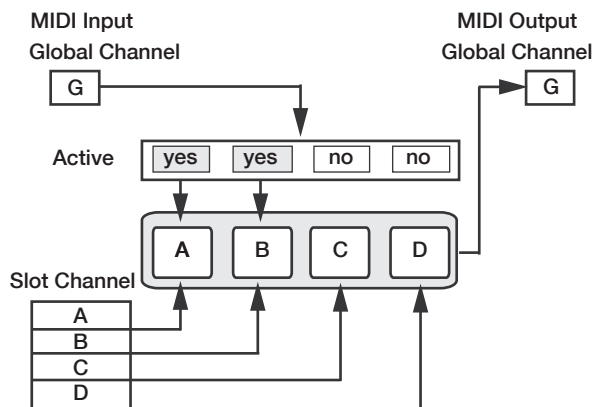 MIDI Input
Global Channel
G
MIDI Output
Global Channel
G
Active
yes
yes
no
no
A
B
C
D
Slot Channel
A
B
C
D